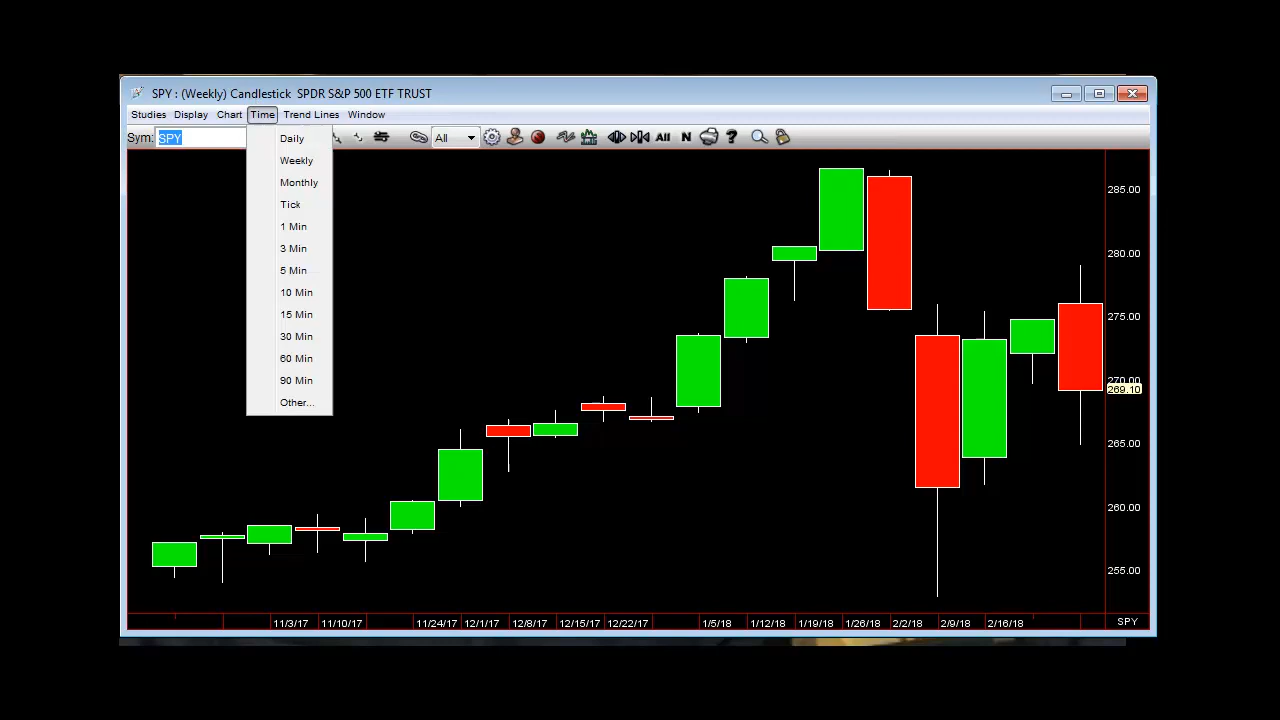 SPY : (Weekly) Candlestick SPDR S&P 500 ETF TRUST
Studies Display Chart Time Trend Lines Window
Sym: SPY All All N ?
Daily
Weekly
Monthly
Tick
1 Min
3 Min
5 Min
10 Min
15 Min
30 Min
60 Min
90 Min
Other...
285.00
280.00
275.00
270.00
269.10
265.00
260.00
255.00
11/3/17 11/10/17 11/24/17 12/1/17 12/8/17 12/15/17 12/22/17 1/5/18 1/12/18 1/19/18 1/26/18 2/2/18 2/9/18 2/16/18 SPY